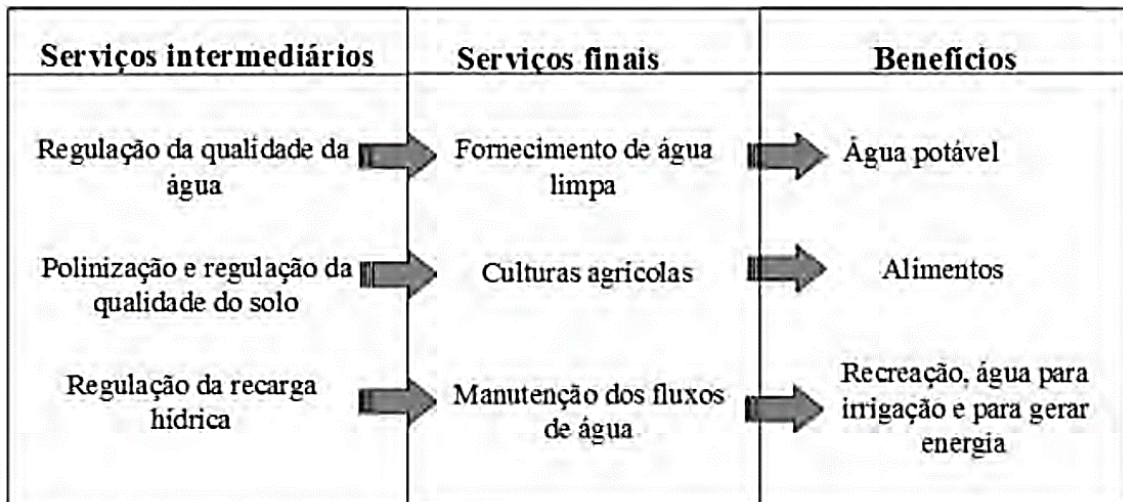 Serviços intermediários
Serviços finais
Benefícios
Regulação da qualidade da
água
Fornecimento de água
limpa
Água potável
Polinização e regulação da
qualidade do solo
Culturas agrícolas
Alimentos
Regulação da recarga
hídrica
Manutenção dos fluxos
de água
Recreação, água para
irrigação e para gerar
energia